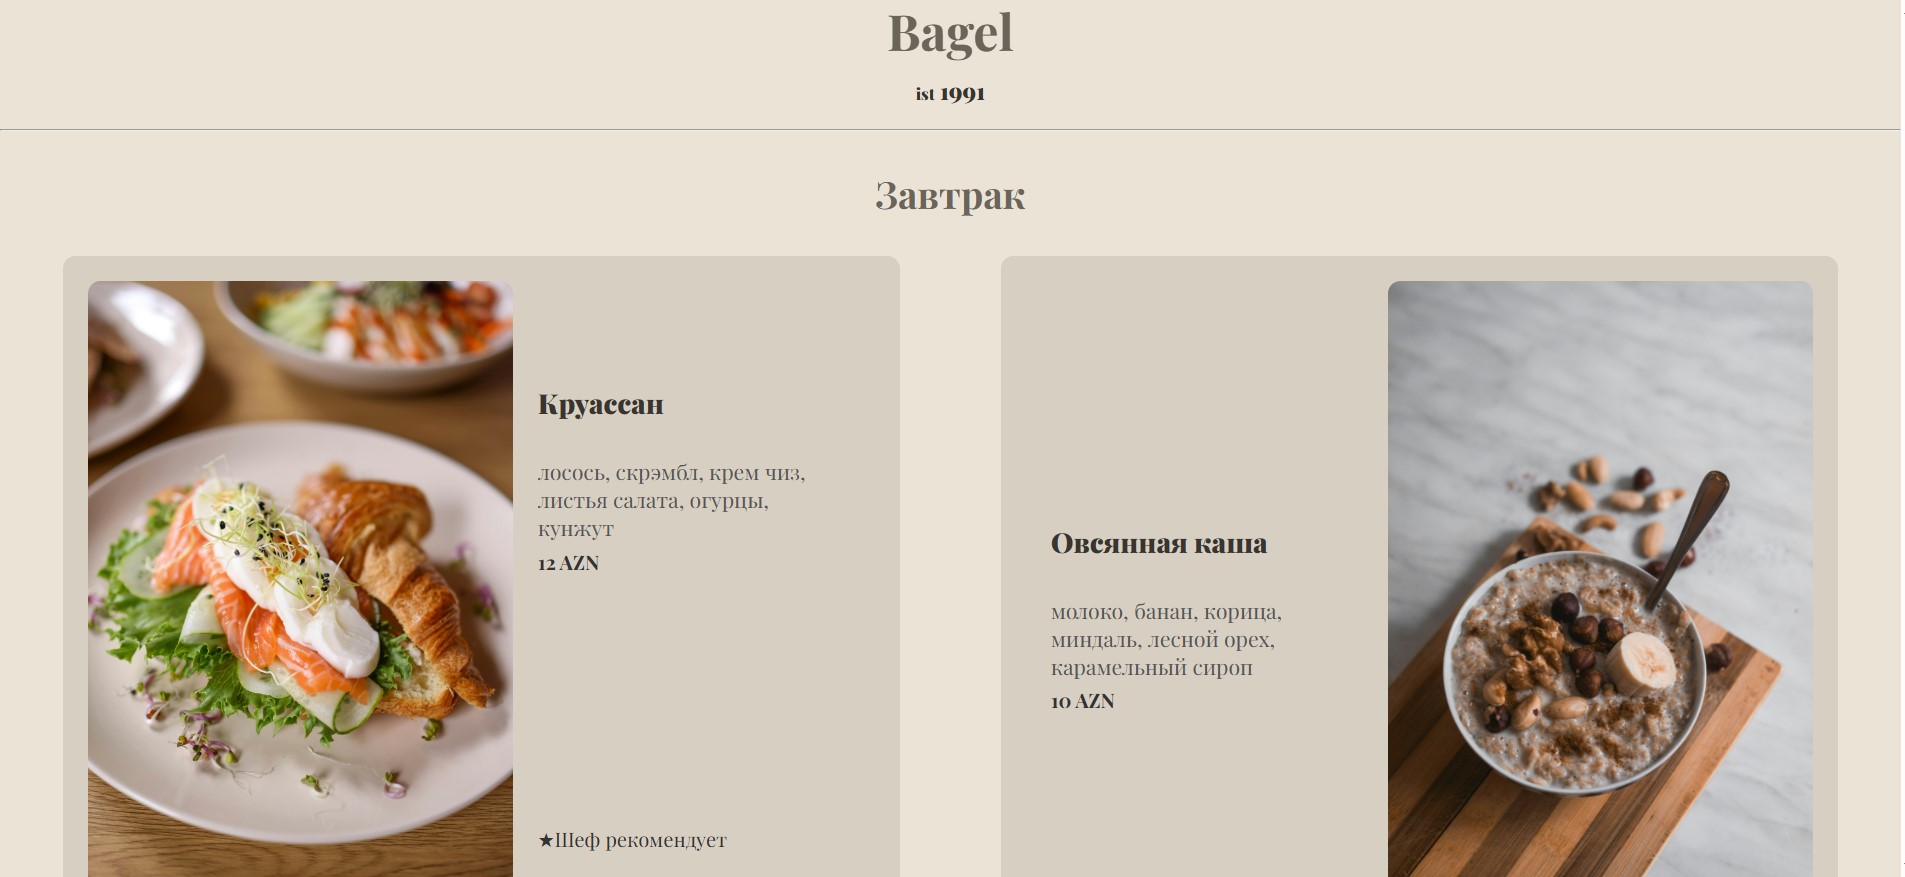 Bagel
ist 1991
Завтрак
Круассан
лосось, скрэмбл, крем чиз,
листья салата, огурцы,
кунжут
12 AZN
★Шеф рекомендует
Овсянная каша
молоко, банан, корица,
миндаль, лесной орех,
карамельный сироп
10 AZN